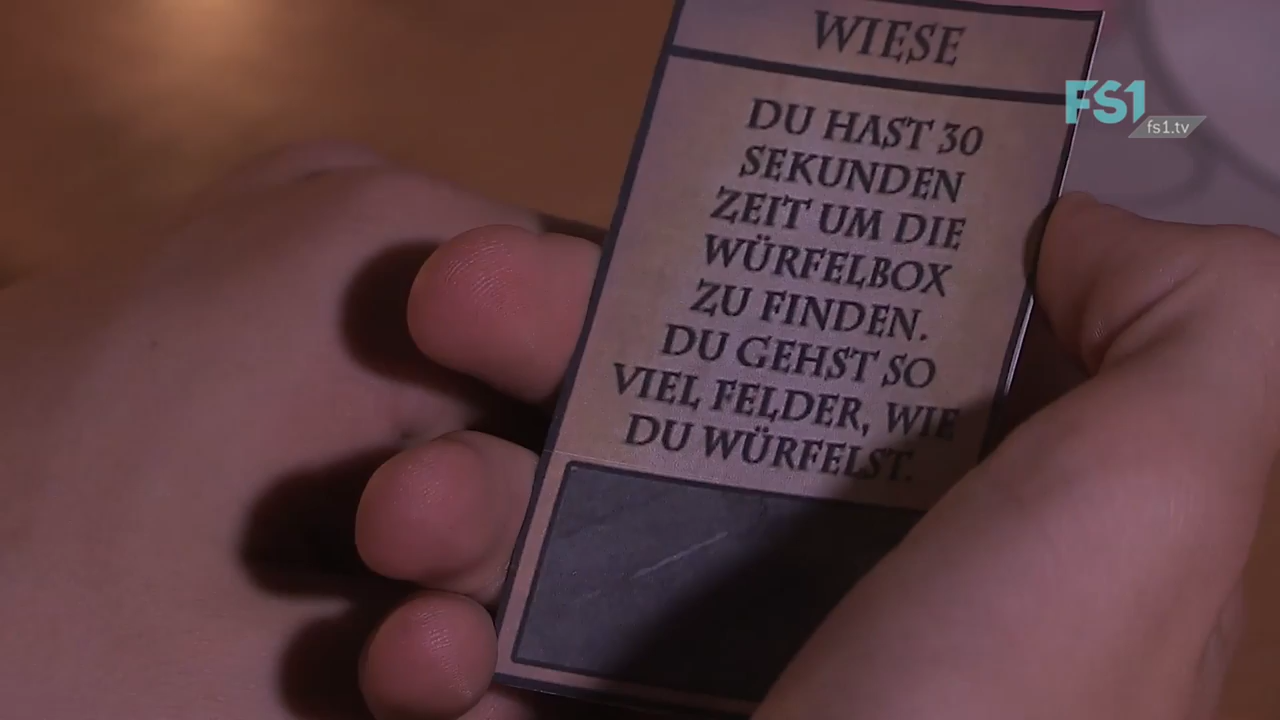 WIESE
DU HAST 30
SEKUNDEN
ZEIT UM DIE
WÜRFELBOX
ZU FINDEN.
DU GEHST SO
VIEL FELDER, WIE
DU WÜRFELST.
FS1
fs1.tv